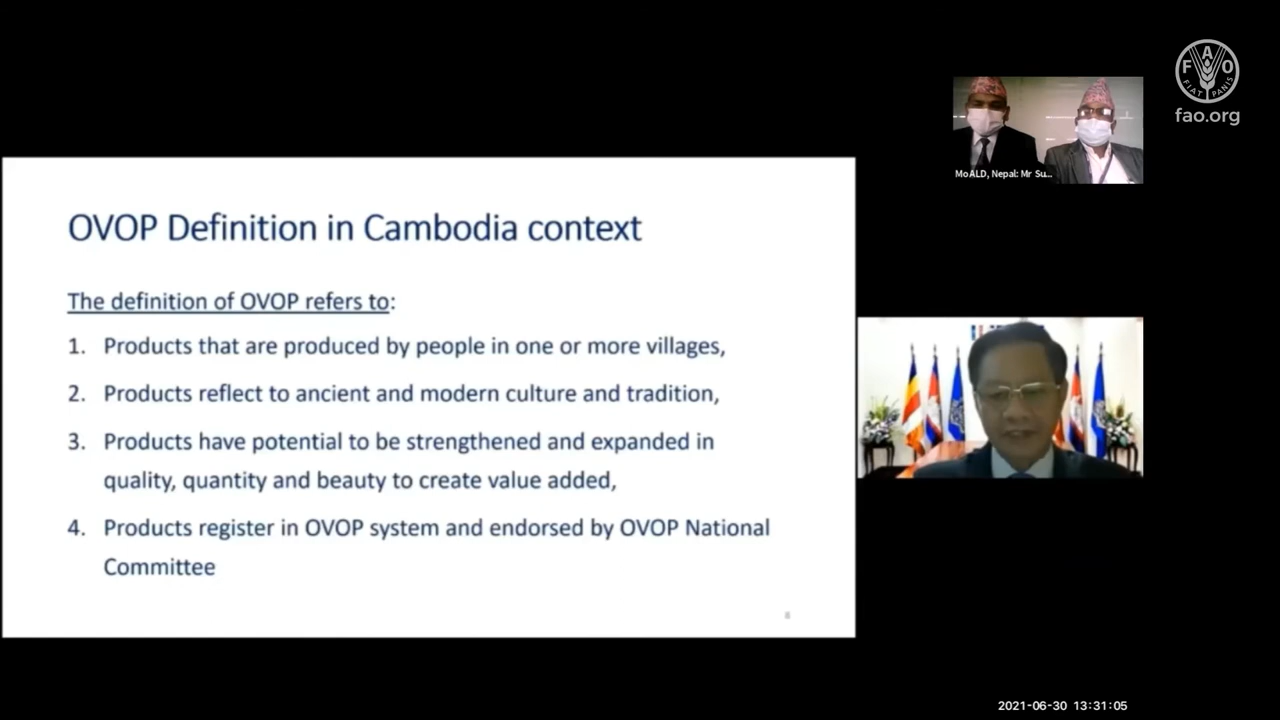 FAO
FIAT PANIS
fao.org
MoALD, Nepal: Mr Su...
OVOP Definition in Cambodia context
The definition of OVOP refers to:
1. Products that are produced by people in one or more villages,
2. Products reflect to ancient and modern culture and tradition,
3. Products have potential to be strengthened and expanded in
quality, quantity and beauty to create value added,
4. Products register in OVOP system and endorsed by OVOP National
Committee
2021-06-30 13:31:05